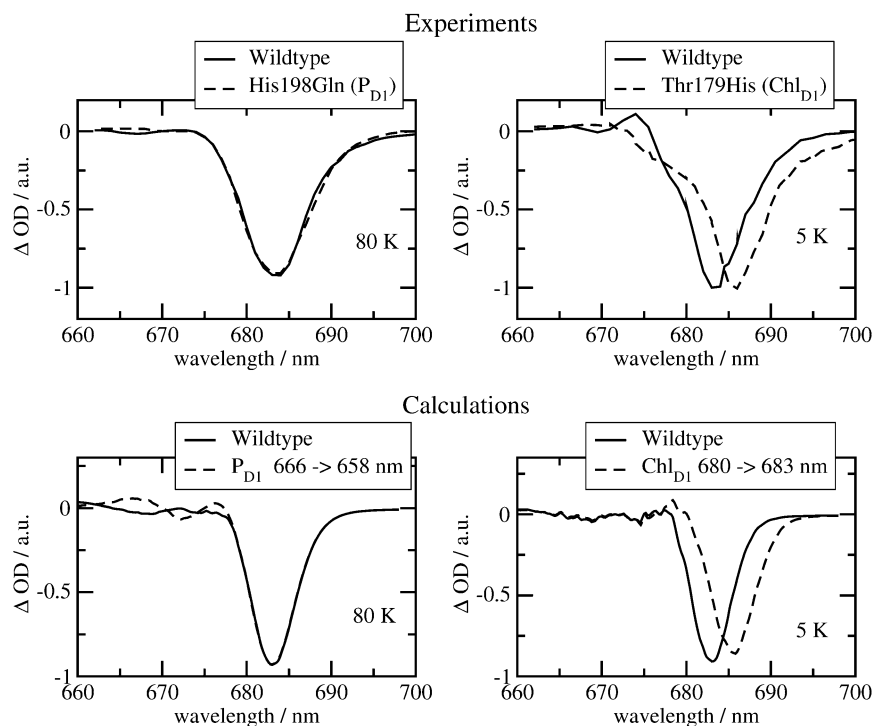 Experiments
Wildtype
His198Gln (P_D1)
Wildtype
Thr179His (Chl_D1)
0
-0.5
-1
Δ OD / a.u.
80 K
660 670 680 690 700
wavelength / nm
0
-0.5
-1
Δ OD / a.u.
5 K
660 670 680 690 700
wavelength / nm
Calculations
Wildtype
P_D1 666 -> 658 nm
Wildtype
Chl_D1 680 -> 683 nm
0
-0.5
-1
Δ OD / a.u.
80 K
660 670 680 690 700
wavelength / nm
0
-0.5
-1
Δ OD / a.u.
5 K
660 670 680 690 700
wavelength / nm